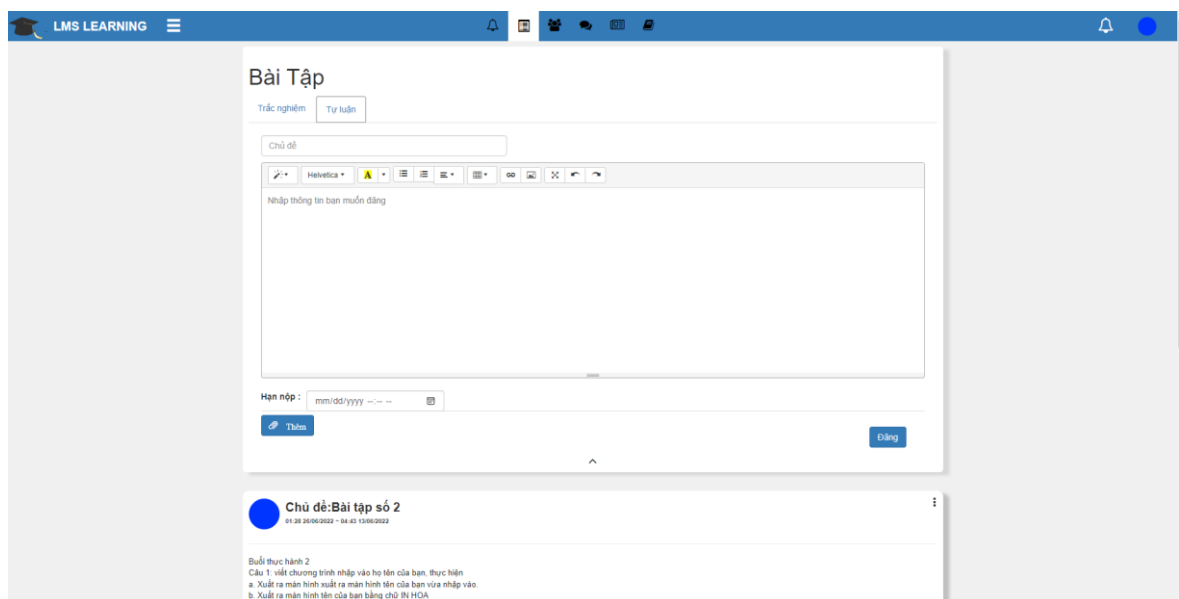 LMS LEARNING
Bài Tập
Trắc nghiệm
Tự luận
Chủ đề
Helvetica
A
Nhập thông tin bạn muốn đăng
Hạn nộp :
mm/dd/yyyy --:-- --
Thêm
Đăng
Chủ đề:Bài tập số 2
01:28 26/06/2022 ~ 04:43 13/06/2022
Buổi thực hành 2
Câu 1: viết chương trình nhập vào họ tên của bạn, thực hiện
a. Xuất ra màn hình xuất ra màn hình tên của bạn vừa nhập vào.
b. Xuất ra màn hình tên của bạn bằng chữ IN HOA